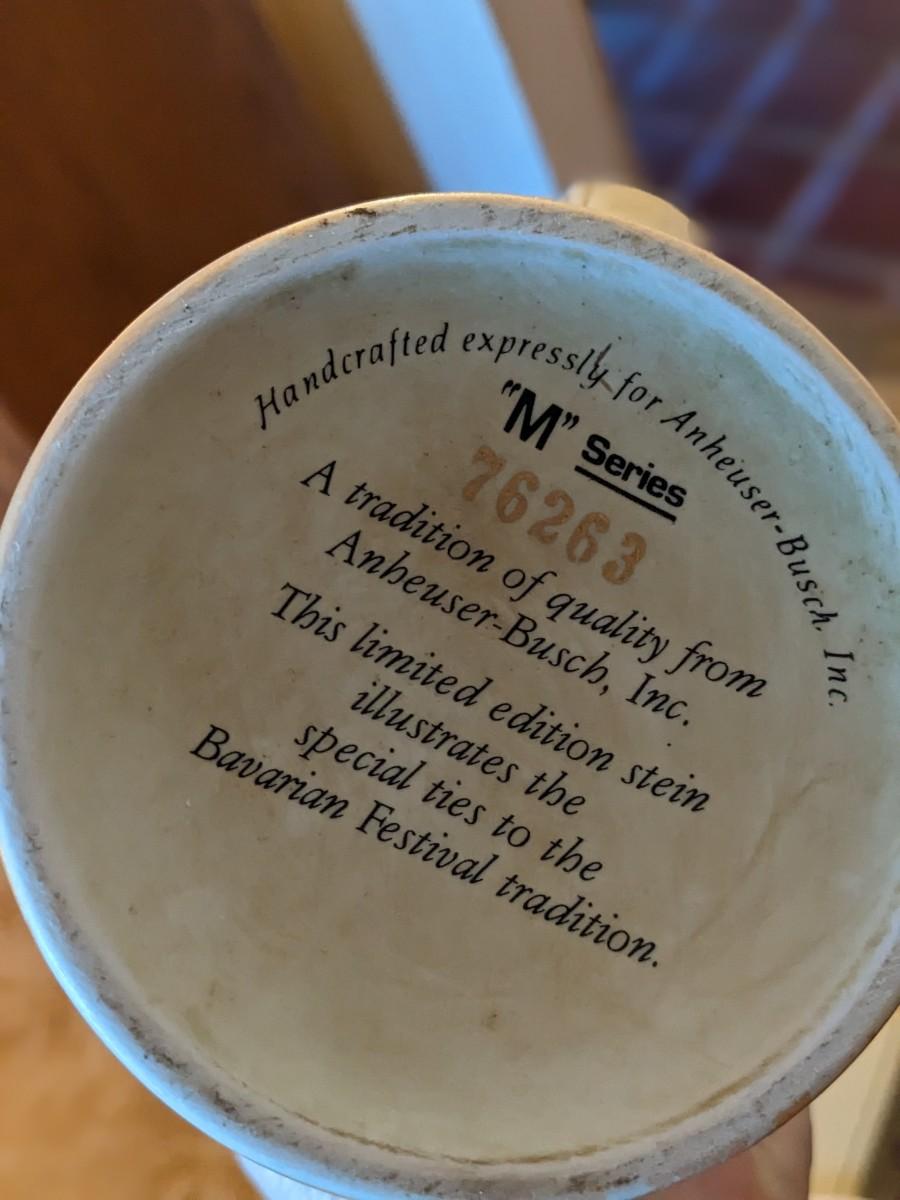 Handcrafted expressly for Anheuser-Busch, Inc.
"M" Series
76263
A tradition of quality from
Anheuser-Busch, Inc.
This limited edition stein
illustrates the
special ties to the
Bavarian Festival tradition.